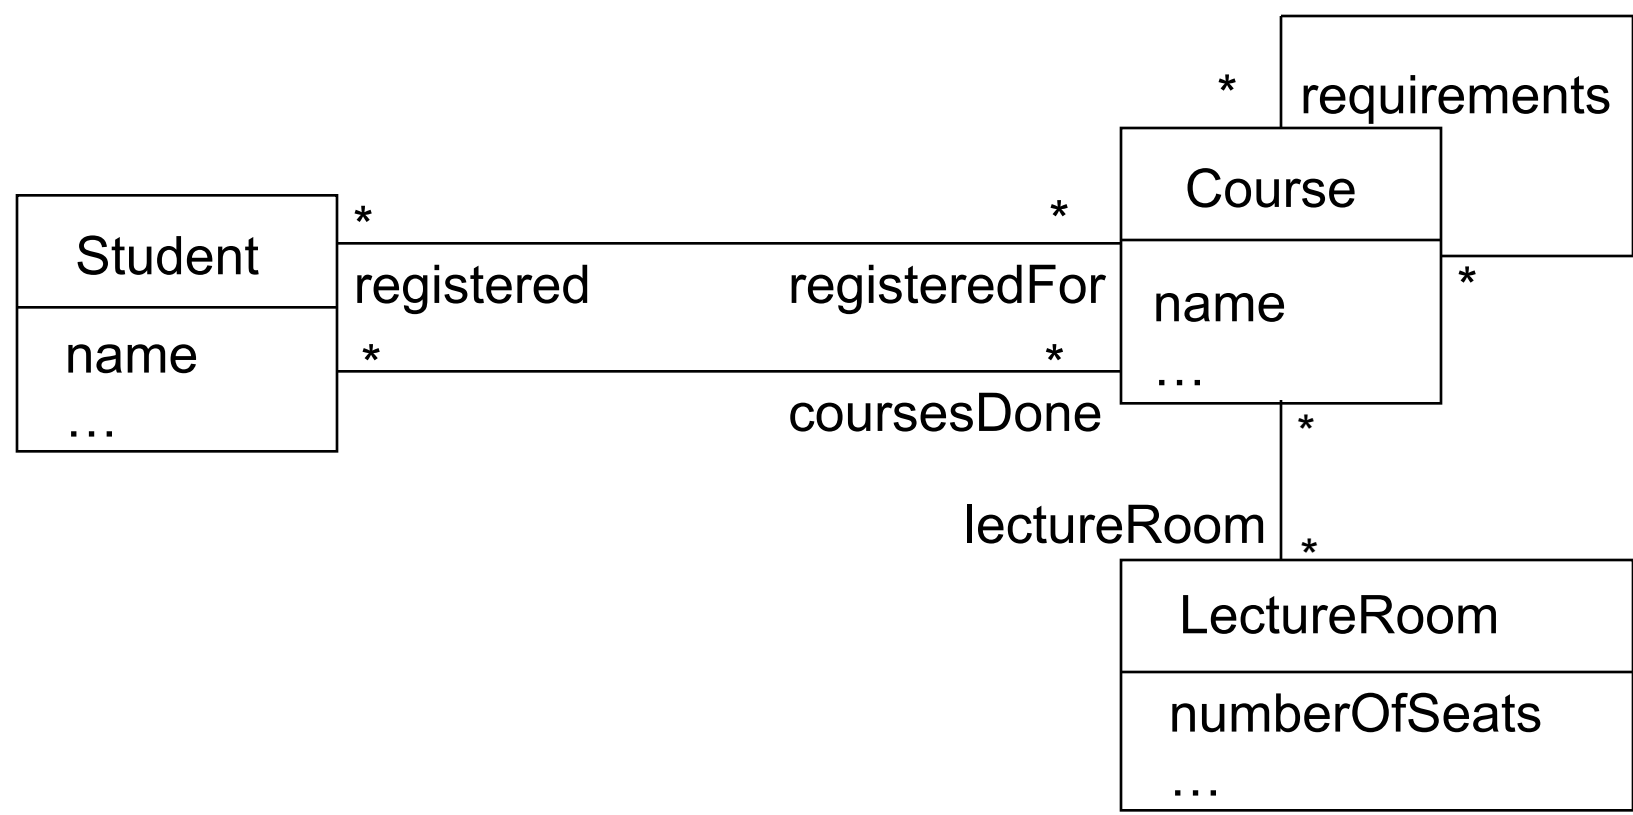 * requirements
Course
*
name
…
Student
name
…
* *
registered registeredFor
* *
coursesDone
*
lectureRoom *
LectureRoom
numberOfSeats
…